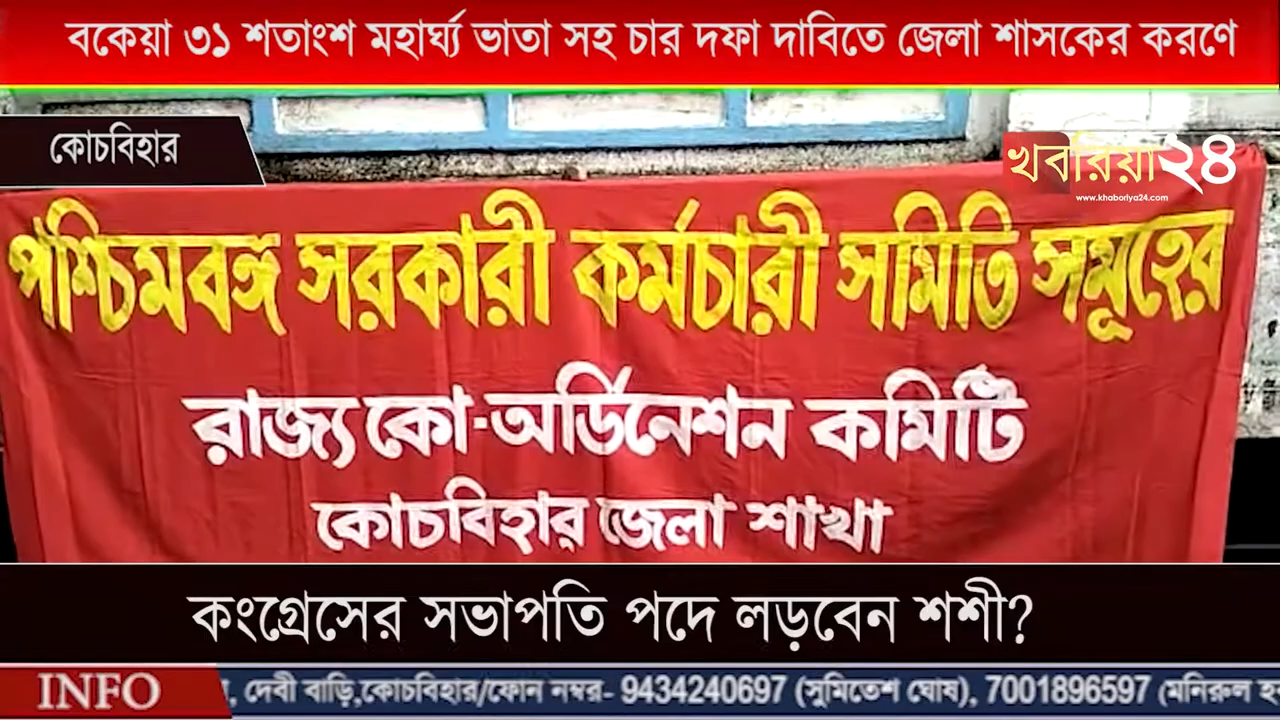 বকেয়া ৩১ শতাংশ মহার্ঘ্য ভাতা সহ চার দফা দাবিতে জেলা শাসকের করণে
কোচবিহার
খবরিয়া২৪
www.khaboriya24.com
পশ্চিমবঙ্গ সরকারী কর্মচারী সমিতি সমূহের
রাজ্য কো-অর্ডিনেশন কমিটি
কোচবিহার জেলা শাখা
কংগ্রেসের সভাপতি পদে লড়বেন শশী?
INFO
দেবী বাড়ি,কোচবিহার/ফোন নম্বর- 9434240697 (সুমিতেশ ঘোষ), 7001896597 (মনিরুল